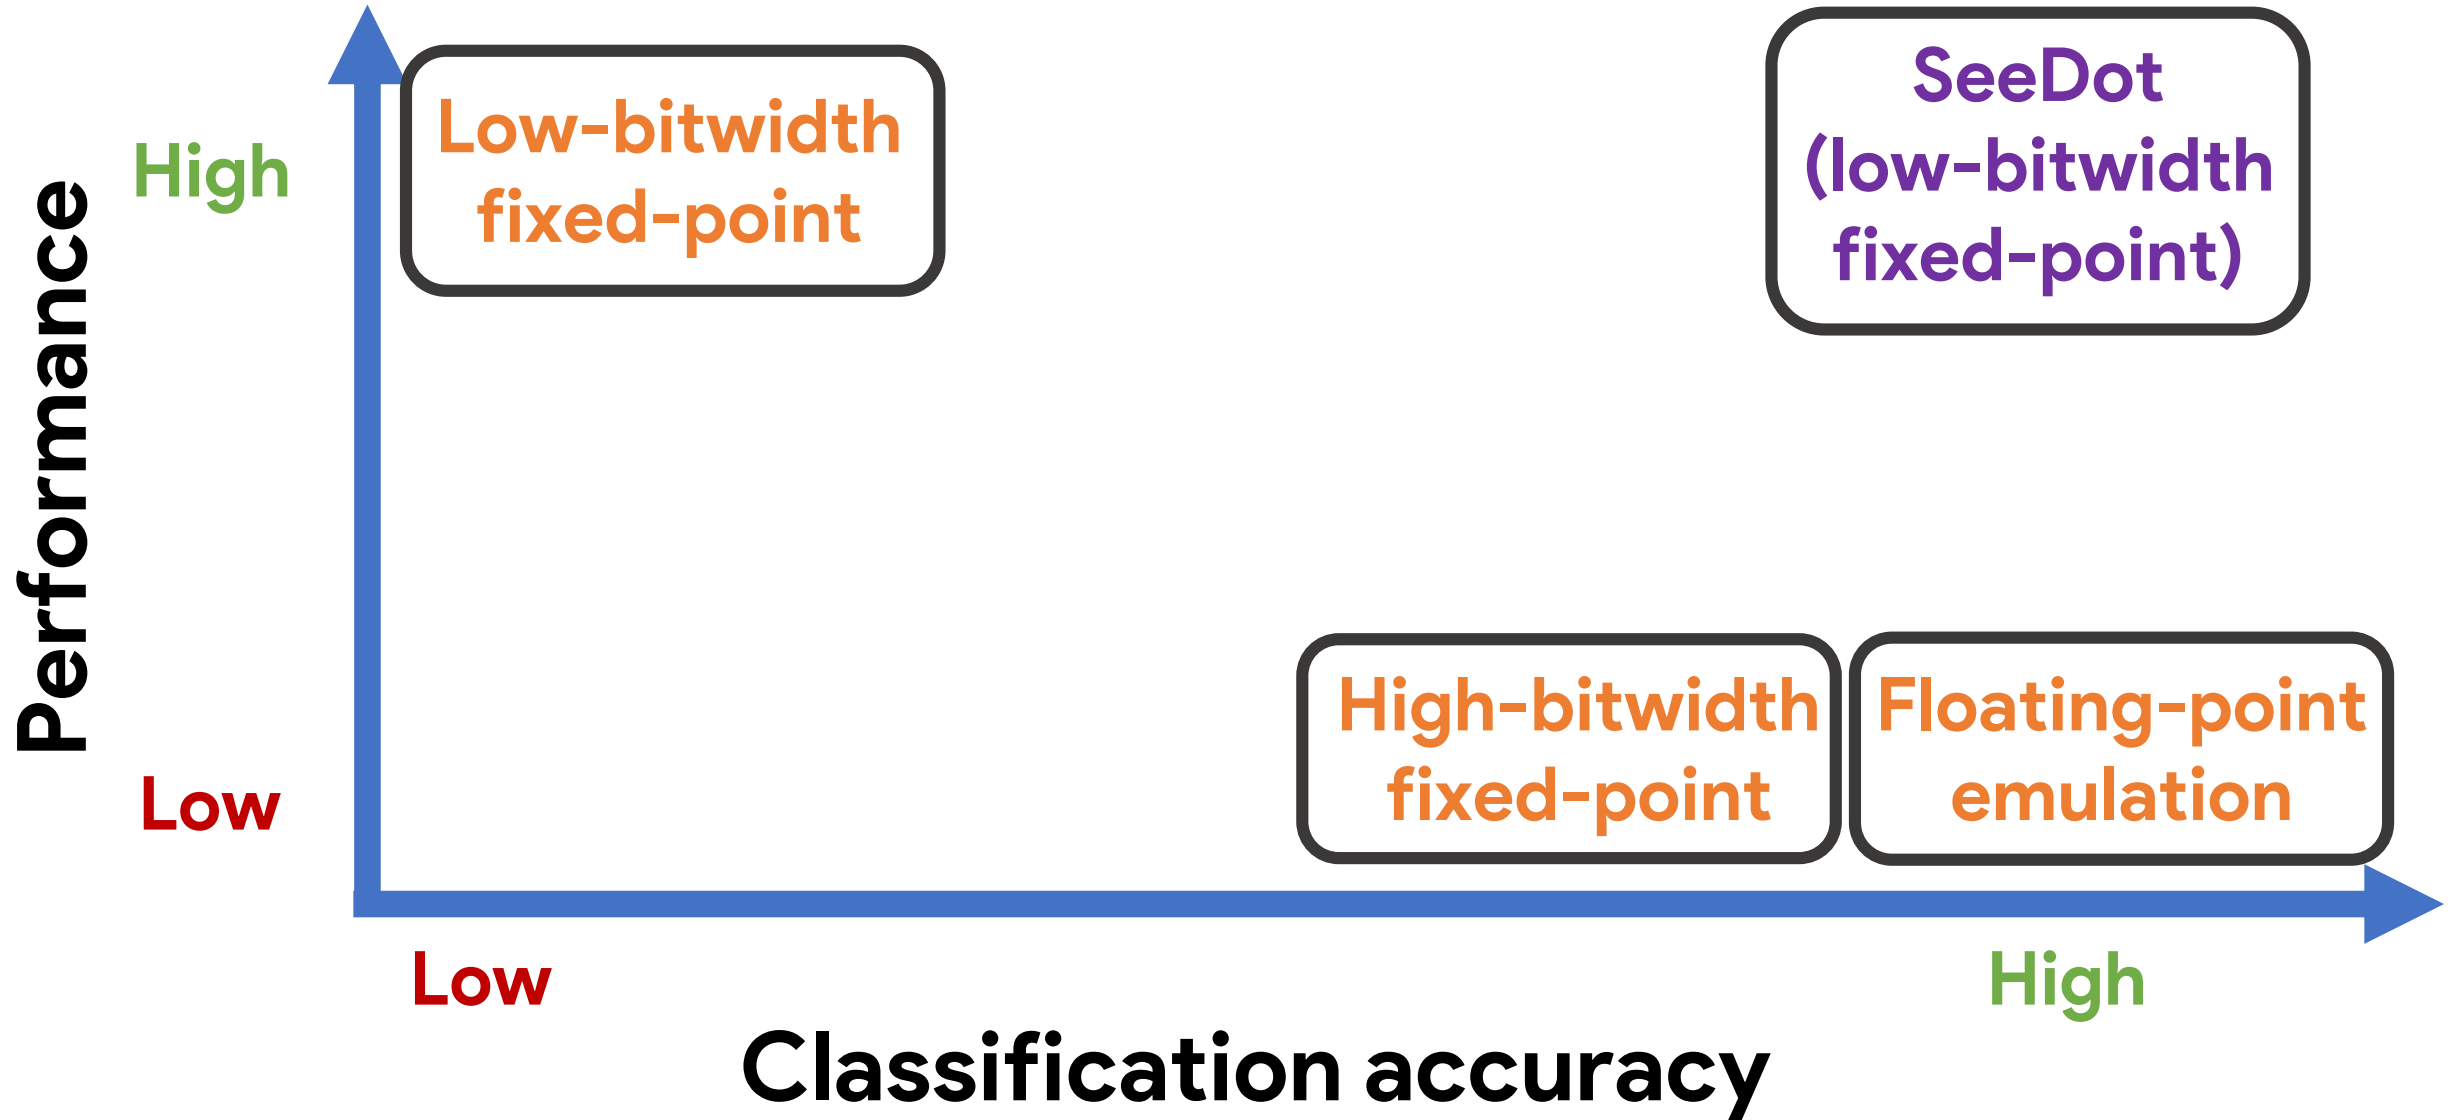 Performance
High
Low
Low-bitwidth
fixed-point
SeeDot
(low-bitwidth
fixed-point)
High-bitwidth
fixed-point
Floating-point
emulation
Low
High
Classification accuracy